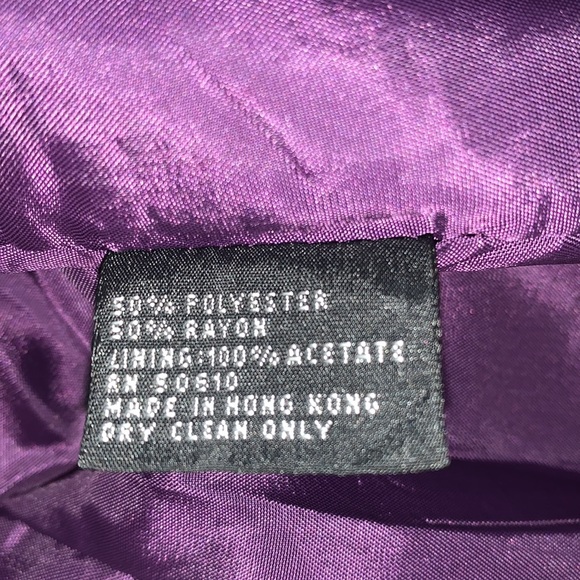 50% POLYESTER
50% RAYON
LINING:100% ACETATE
RN 50610
MADE IN HONG KONG
DRY CLEAN ONLY